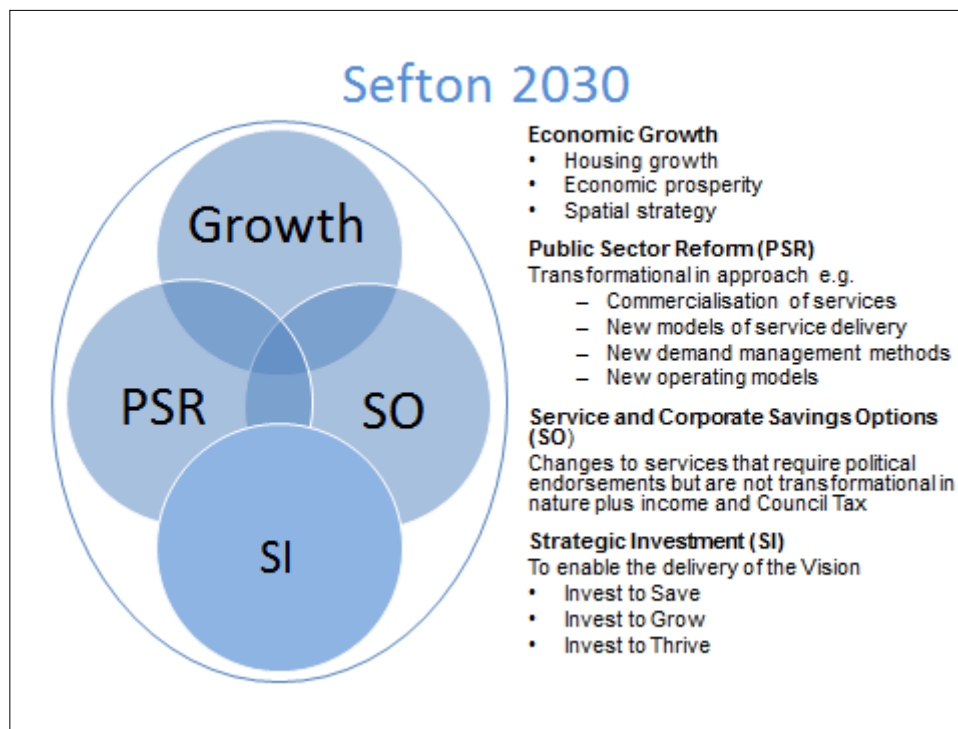 Sefton 2030
Growth
PSR
SO
SI
Economic Growth
• Housing growth
• Economic prosperity
• Spatial strategy
Public Sector Reform (PSR)
Transformational in approach e.g.
– Commercialisation of services
– New models of service delivery
– New demand management methods
– New operating models
Service and Corporate Savings Options
(SO)
Changes to services that require political
endorsements but are not transformational in
nature plus income and Council Tax
Strategic Investment (SI)
To enable the delivery of the Vision
• Invest to Save
• Invest to Grow
• Invest to Thrive